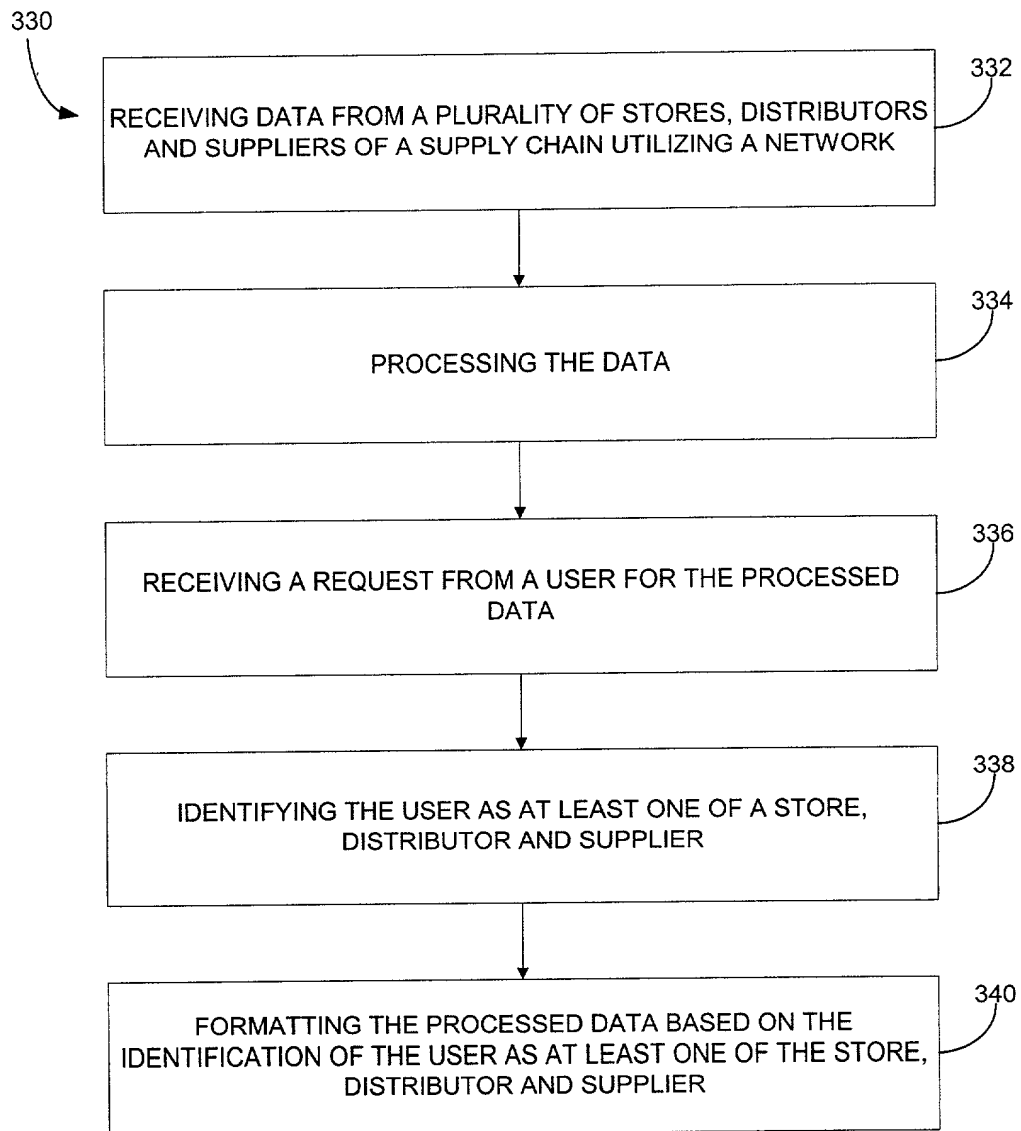 330
332
RECEIVING DATA FROM A PLURALITY OF STORES, DISTRIBUTORS
AND SUPPLIERS OF A SUPPLY CHAIN UTILIZING A NETWORK
334
PROCESSING THE DATA
336
RECEIVING A REQUEST FROM A USER FOR THE PROCESSED
DATA
338
IDENTIFYING THE USER AS AT LEAST ONE OF A STORE,
DISTRIBUTOR AND SUPPLIER
340
FORMATTING THE PROCESSED DATA BASED ON THE
IDENTIFICATION OF THE USER AS AT LEAST ONE OF THE STORE,
DISTRIBUTOR AND SUPPLIER